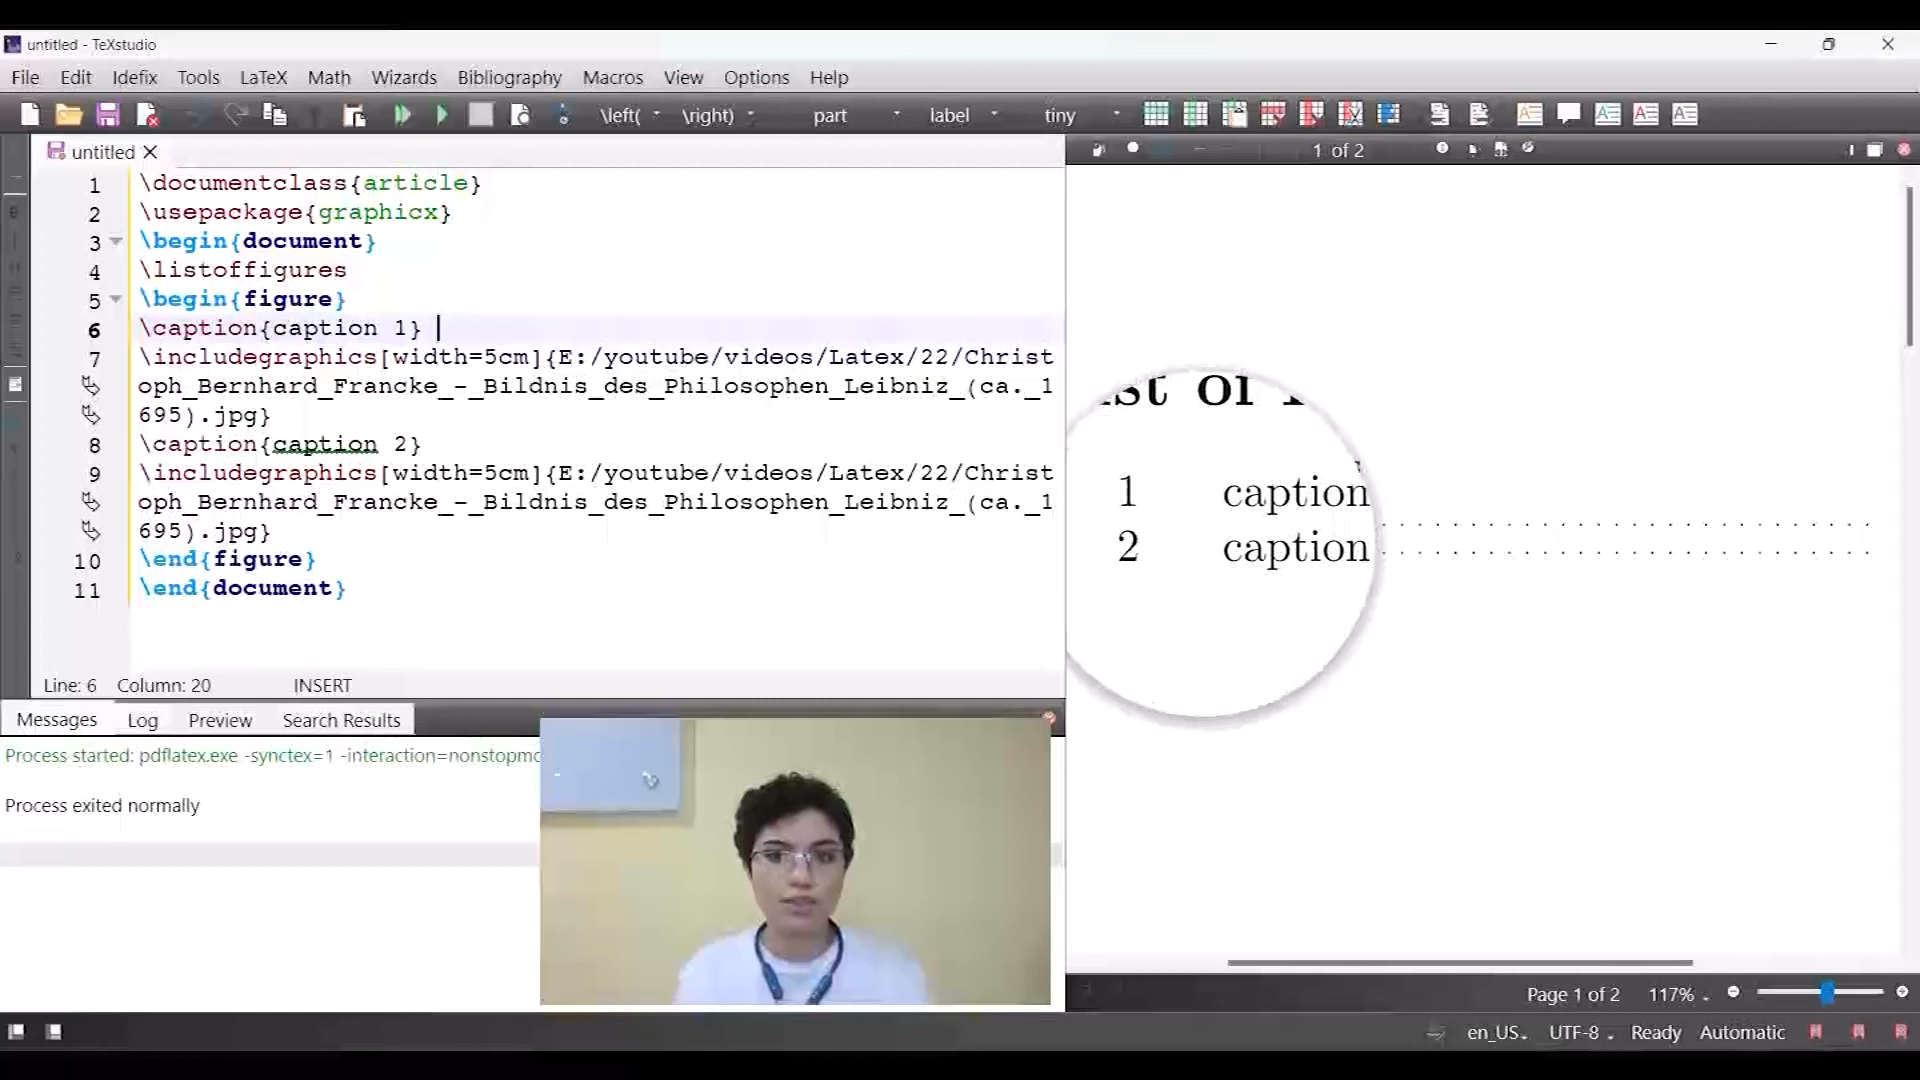 untitled - TeXstudio
File Edit Idefix Tools LaTeX Math Wizards Bibliography Macros View Options Help
\left( \right) part label tiny
untitled
1 of 2
1 \documentclass{article}
2 \usepackage{graphicx}
3 \begin{document}
4 \listoffigures
5 \begin{figure}
6 \caption{caption 1}
7 \includegraphics[width=5cm]{E:/youtube/videos/Latex/22/Christ
oph_Bernhard_Francke_-_Bildnis_des_Philosophen_Leibniz_(ca._1
695).jpg}
8 \caption{caption 2}
9 \includegraphics[width=5cm]{E:/youtube/videos/Latex/22/Christ
oph_Bernhard_Francke_-_Bildnis_des_Philosophen_Leibniz_(ca._1
695).jpg}
10 \end{figure}
11 \end{document}
1 caption
2 caption
Line: 6 Column: 20 INSERT
Messages Log Preview Search Results
Process started: pdflatex.exe -synctex=1 -interaction=nonstopmo
Process exited normally
Page 1 of 2 117%
en_US UTF-8 Ready Automatic